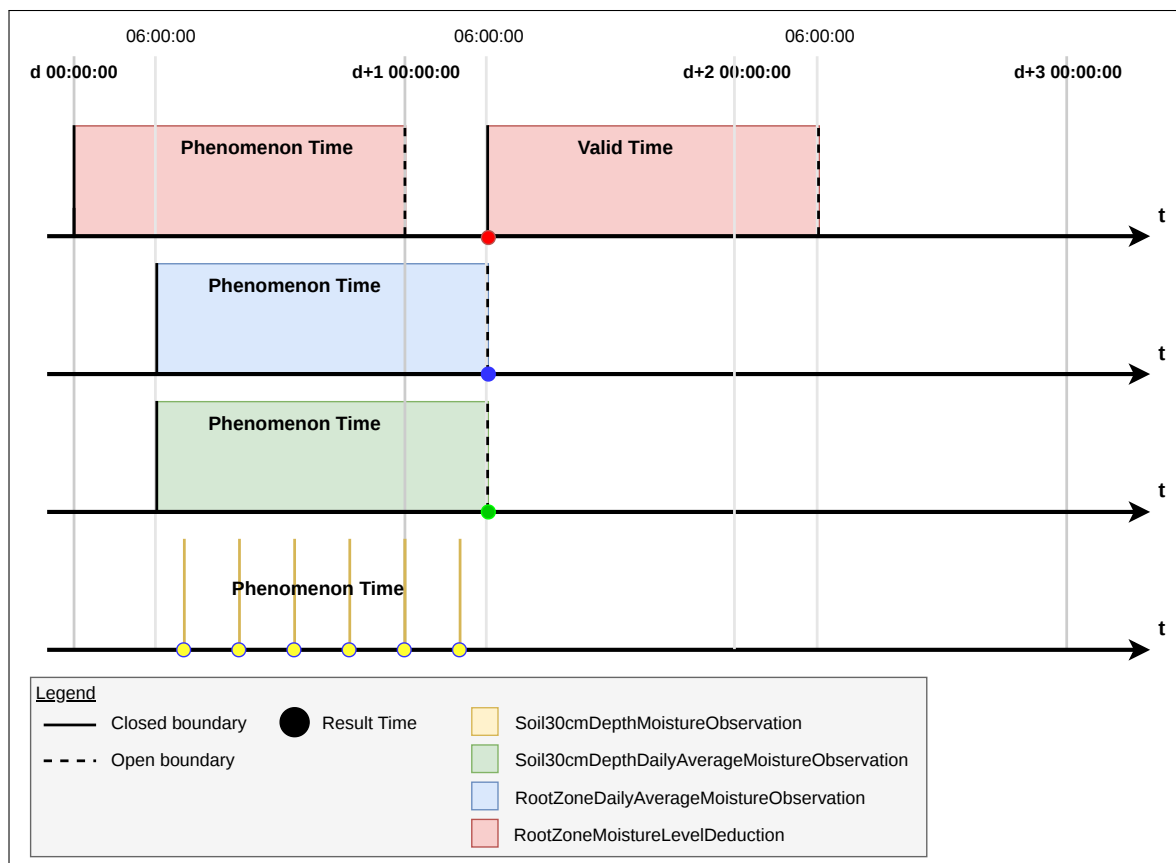 06:00:00 06:00:00 06:00:00
d 00:00:00 d+1 00:00:00 d+2 00:00:00 d+3 00:00:00
Phenomenon Time Valid Time
t
Phenomenon Time
t
Phenomenon Time
t
Phenomenon Time
t
Legend
Closed boundary Result Time Soil30cmDepthMoistureObservation
Open boundary Soil30cmDepthDailyAverageMoistureObservation
RootZoneDailyAverageMoistureObservation
RootZoneMoistureLevelDeduction